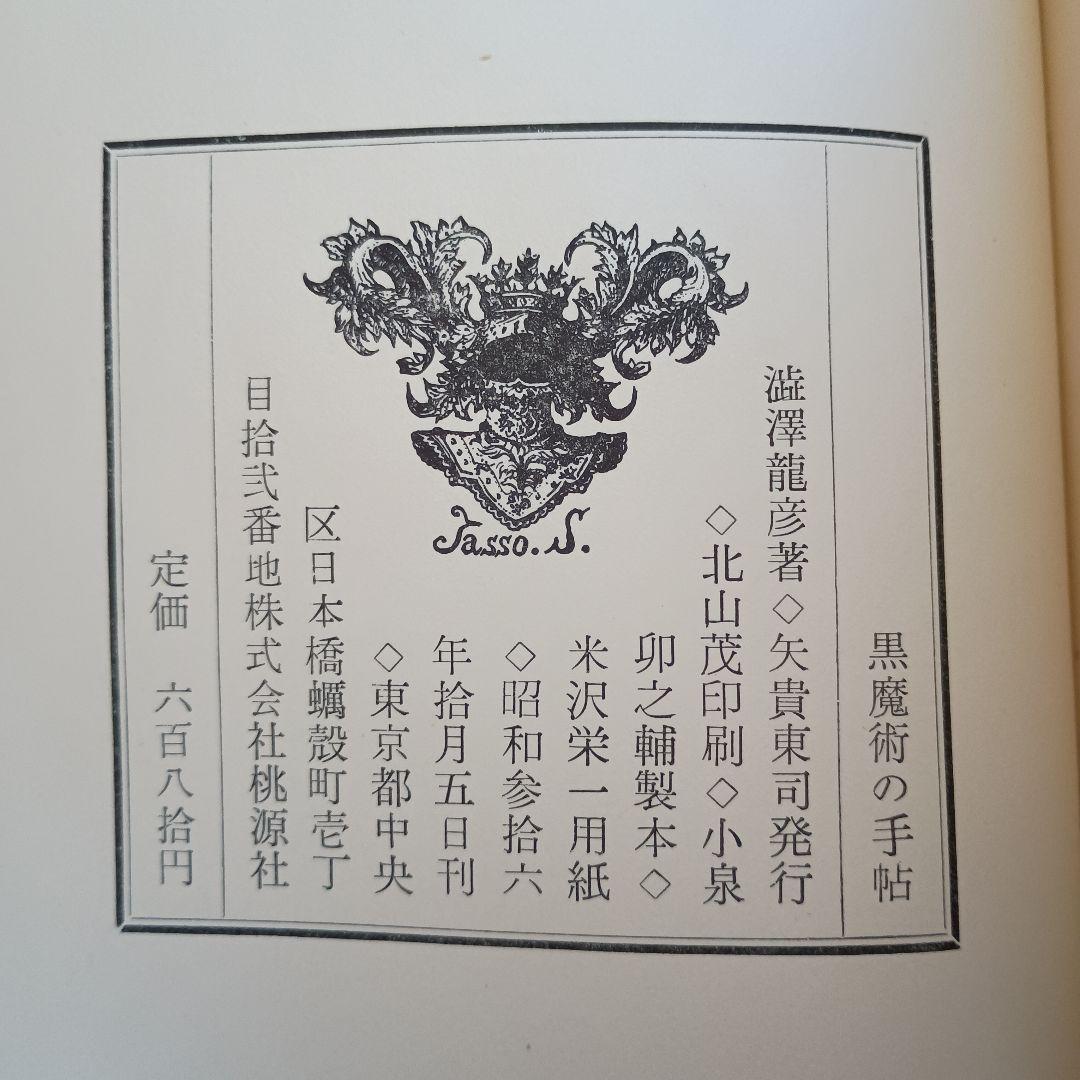 黒魔術の手帖
澁澤龍彦著◇矢貴東司発行
◇北山茂印刷◇小泉
卯之輔製本◇
米沢栄一用紙
◇昭和参拾六
年拾月五日刊
◇東京都中央
区日本橋蠣殻町壱丁
目拾弐番地株式会社桃源社
定価 六百八拾円
Tasso. S.